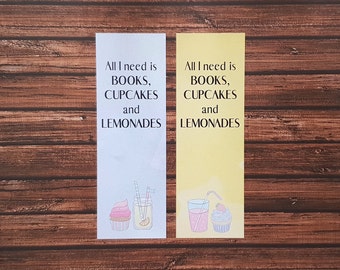 All I need is
BOOKS,
CUPCAKES
and
LEMONADES
All I need is
BOOKS,
CUPCAKES
and
LEMONADES